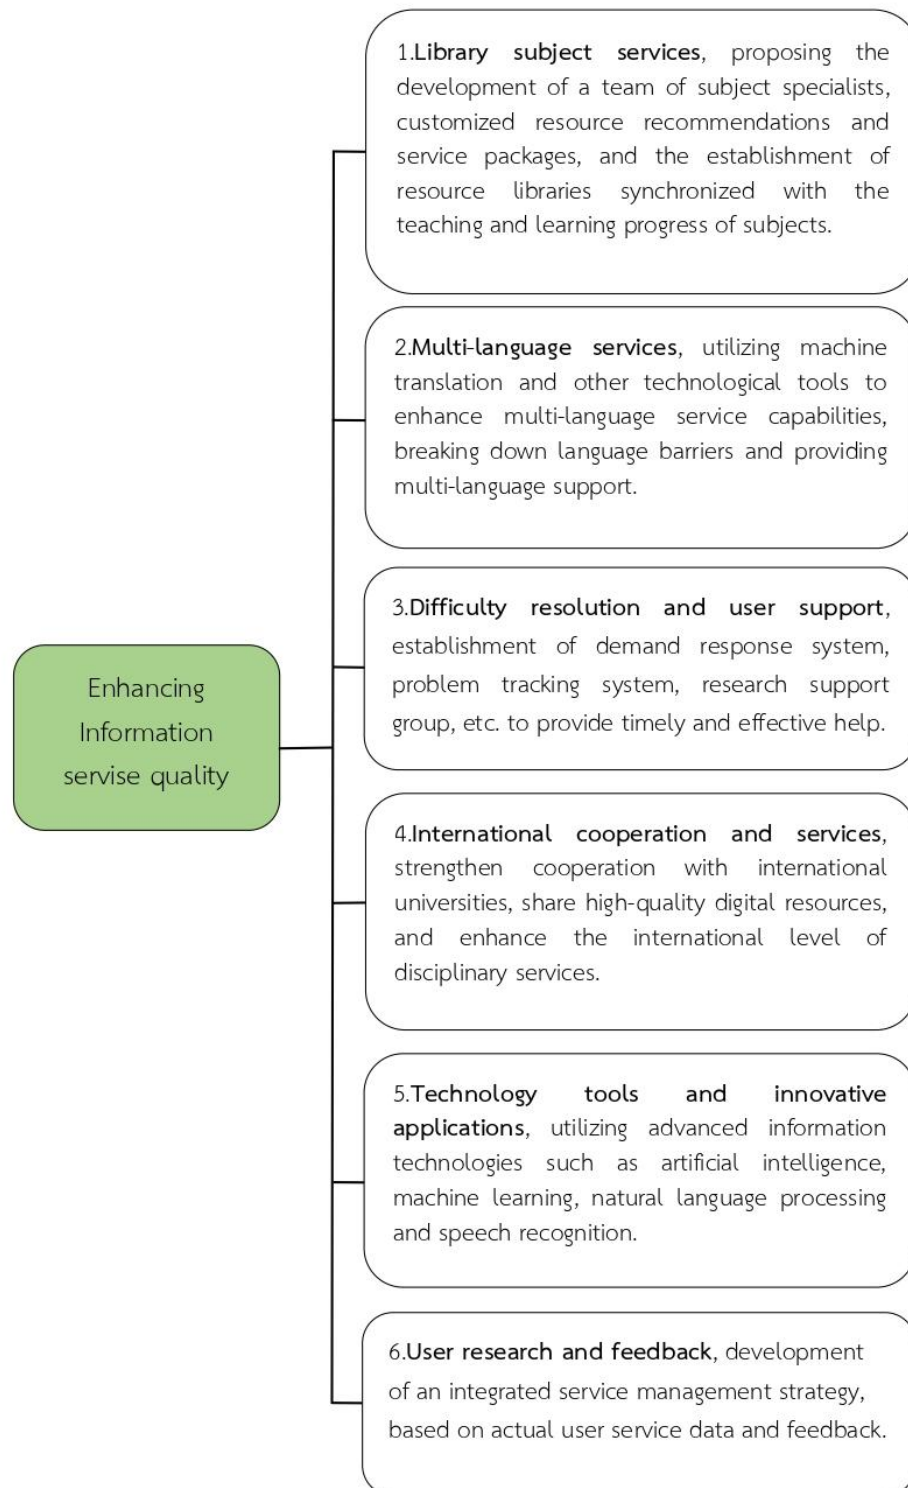 1.Library subject services, proposing the
development of a team of subject specialists,
customized resource recommendations and
service packages, and the establishment of
resource libraries synchronized with the
teaching and learning progress of subjects.
2.Multi-language services, utilizing machine
translation and other technological tools to
enhance multi-language service capabilities,
breaking down language barriers and providing
multi-language support.
3.Difficulty resolution and user support,
establishment of demand response system,
problem tracking system, research support
group, etc. to provide timely and effective help.
Enhancing
Information
servise quality
4.International cooperation and services,
strengthen cooperation with international
universities, share high-quality digital resources,
and enhance the international level of
disciplinary services.
5.Technology tools and innovative
applications, utilizing advanced information
technologies such as artificial intelligence,
machine learning, natural language processing
and speech recognition.
6.User research and feedback, development
of an integrated service management strategy,
based on actual user service data and feedback.